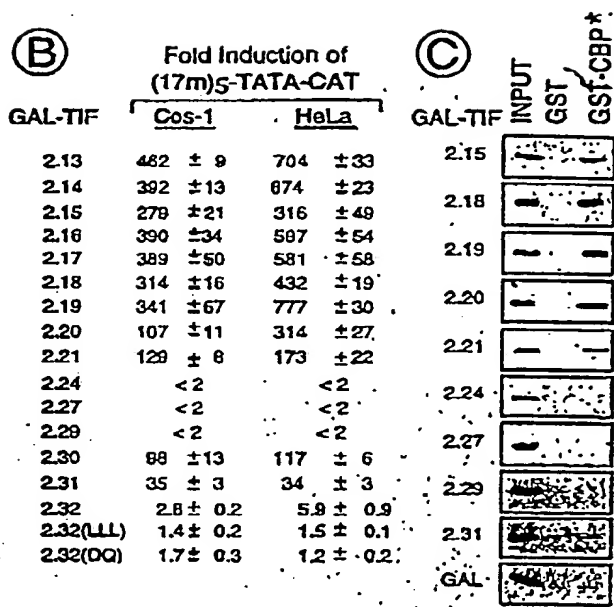 B
Fold Induction of
(17m)5-TATA-CAT
GAL-TIF Cos-1 HeLa
2.13 462 ± 9 704 ±33
2.14 392 ±13 674 ±23
2.15 279 ±21 316 ±49
2.16 390 ±34 587 ±54
2.17 389 ±50 581 ±58
2.18 314 ±16 432 ±19
2.19 341 ±67 777 ±30
2.20 107 ±11 314 ±27
2.21 129 ± 8 173 ±22
2.24 <2 <2
2.27 <2 <2
2.29 <2 <2
2.30 98 ±13 117 ± 6
2.31 35 ± 3 34 ± 3
2.32 2.8± 0.2 5.9± 0.9
2.32(LLL) 1.4± 0.2 1.5± 0.1
2.32(DQ) 1.7± 0.3 1.2± 0.2
C
GAL-TIF INPUT GST GST-CBP*
2.15
2.18
2.19
2.20
2.21
2.24
2.27
2.29
2.31
GAL